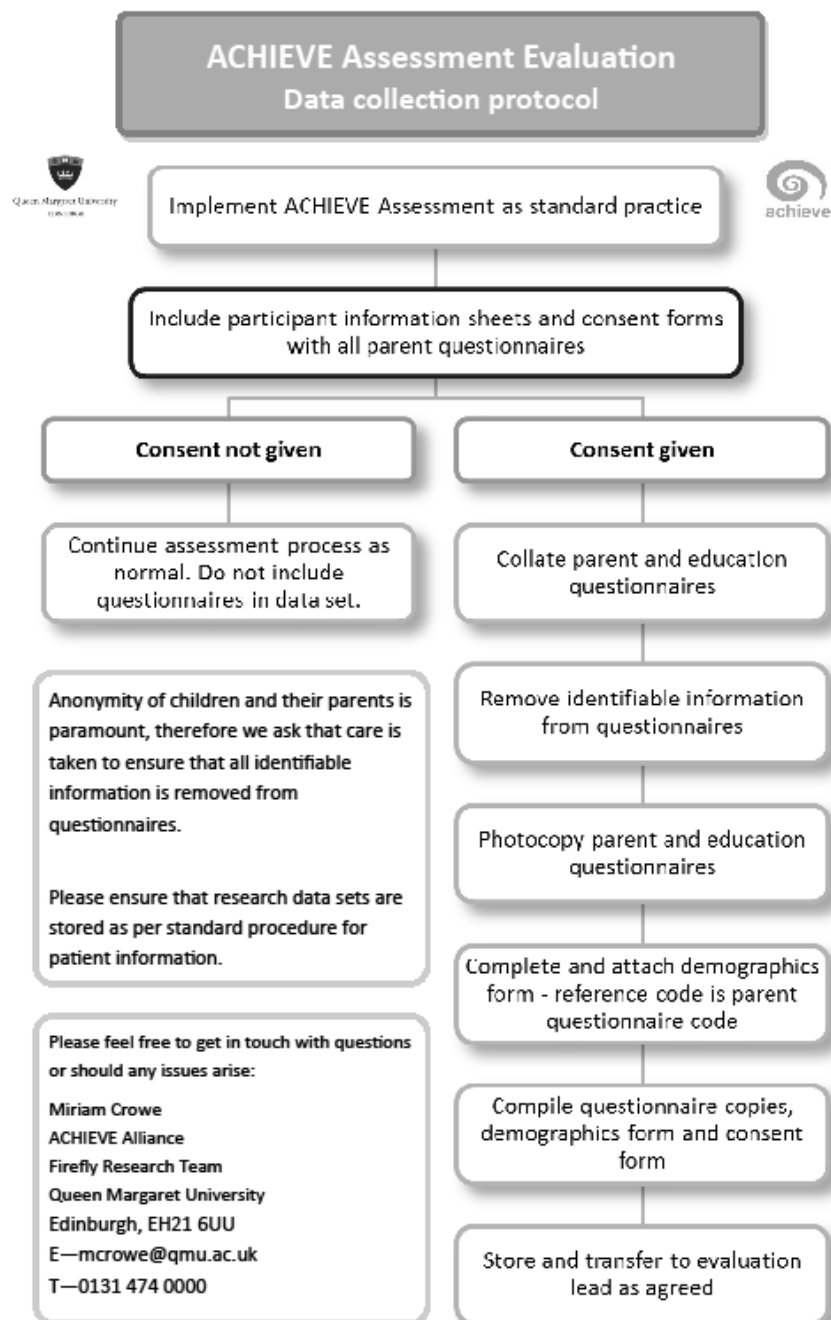 ACHIEVE Assessment Evaluation
Data collection protocol
Queen Margaret University
EDINBURGH
achieve
Implement ACHIEVE Assessment as standard practice
Include participant information sheets and consent forms
with all parent questionnaires
Consent not given
Continue assessment process as
normal. Do not include
questionnaires in data set.
Consent given
Collate parent and education
questionnaires
Remove identifiable information
from questionnaires
Photocopy parent and education
questionnaires
Complete and attach demographics
form - reference code is parent
questionnaire code
Compile questionnaire copies,
demographics form and consent
form
Store and transfer to evaluation
lead as agreed
Anonymity of children and their parents is
paramount, therefore we ask that care is
taken to ensure that all identifiable
information is removed from
questionnaires.
Please ensure that research data sets are
stored as per standard procedure for
patient information.
Please feel free to get in touch with questions
or should any issues arise:
Miriam Crowe
ACHIEVE Alliance
Firefly Research Team
Queen Margaret University
Edinburgh, EH21 6UU
E—mcrowe@qmu.ac.uk
T—0131 474 0000